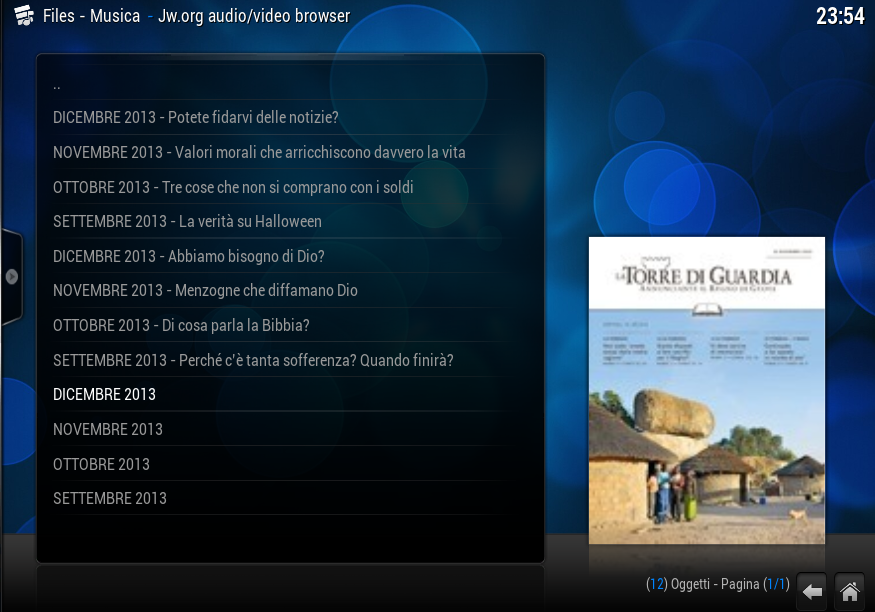 Files - Musica - Jw.org audio/video browser
23:54
..
DICEMBRE 2013 - Potete fidarvi delle notizie?
NOVEMBRE 2013 - Valori morali che arricchiscono davvero la vita
OTTOBRE 2013 - Tre cose che non si comprano con i soldi
SETTEMBRE 2013 - La verità su Halloween
DICEMBRE 2013 - Abbiamo bisogno di Dio?
NOVEMBRE 2013 - Menzogne che diffamano Dio
OTTOBRE 2013 - Di cosa parla la Bibbia?
SETTEMBRE 2013 - Perché c'è tanta sofferenza? Quando finirà?
DICEMBRE 2013
NOVEMBRE 2013
OTTOBRE 2013
SETTEMBRE 2013
LA TORRE DI GUARDIA
ANNUNCIANTE IL REGNO DI GEOVA
(12) Oggetti - Pagina (1/1)